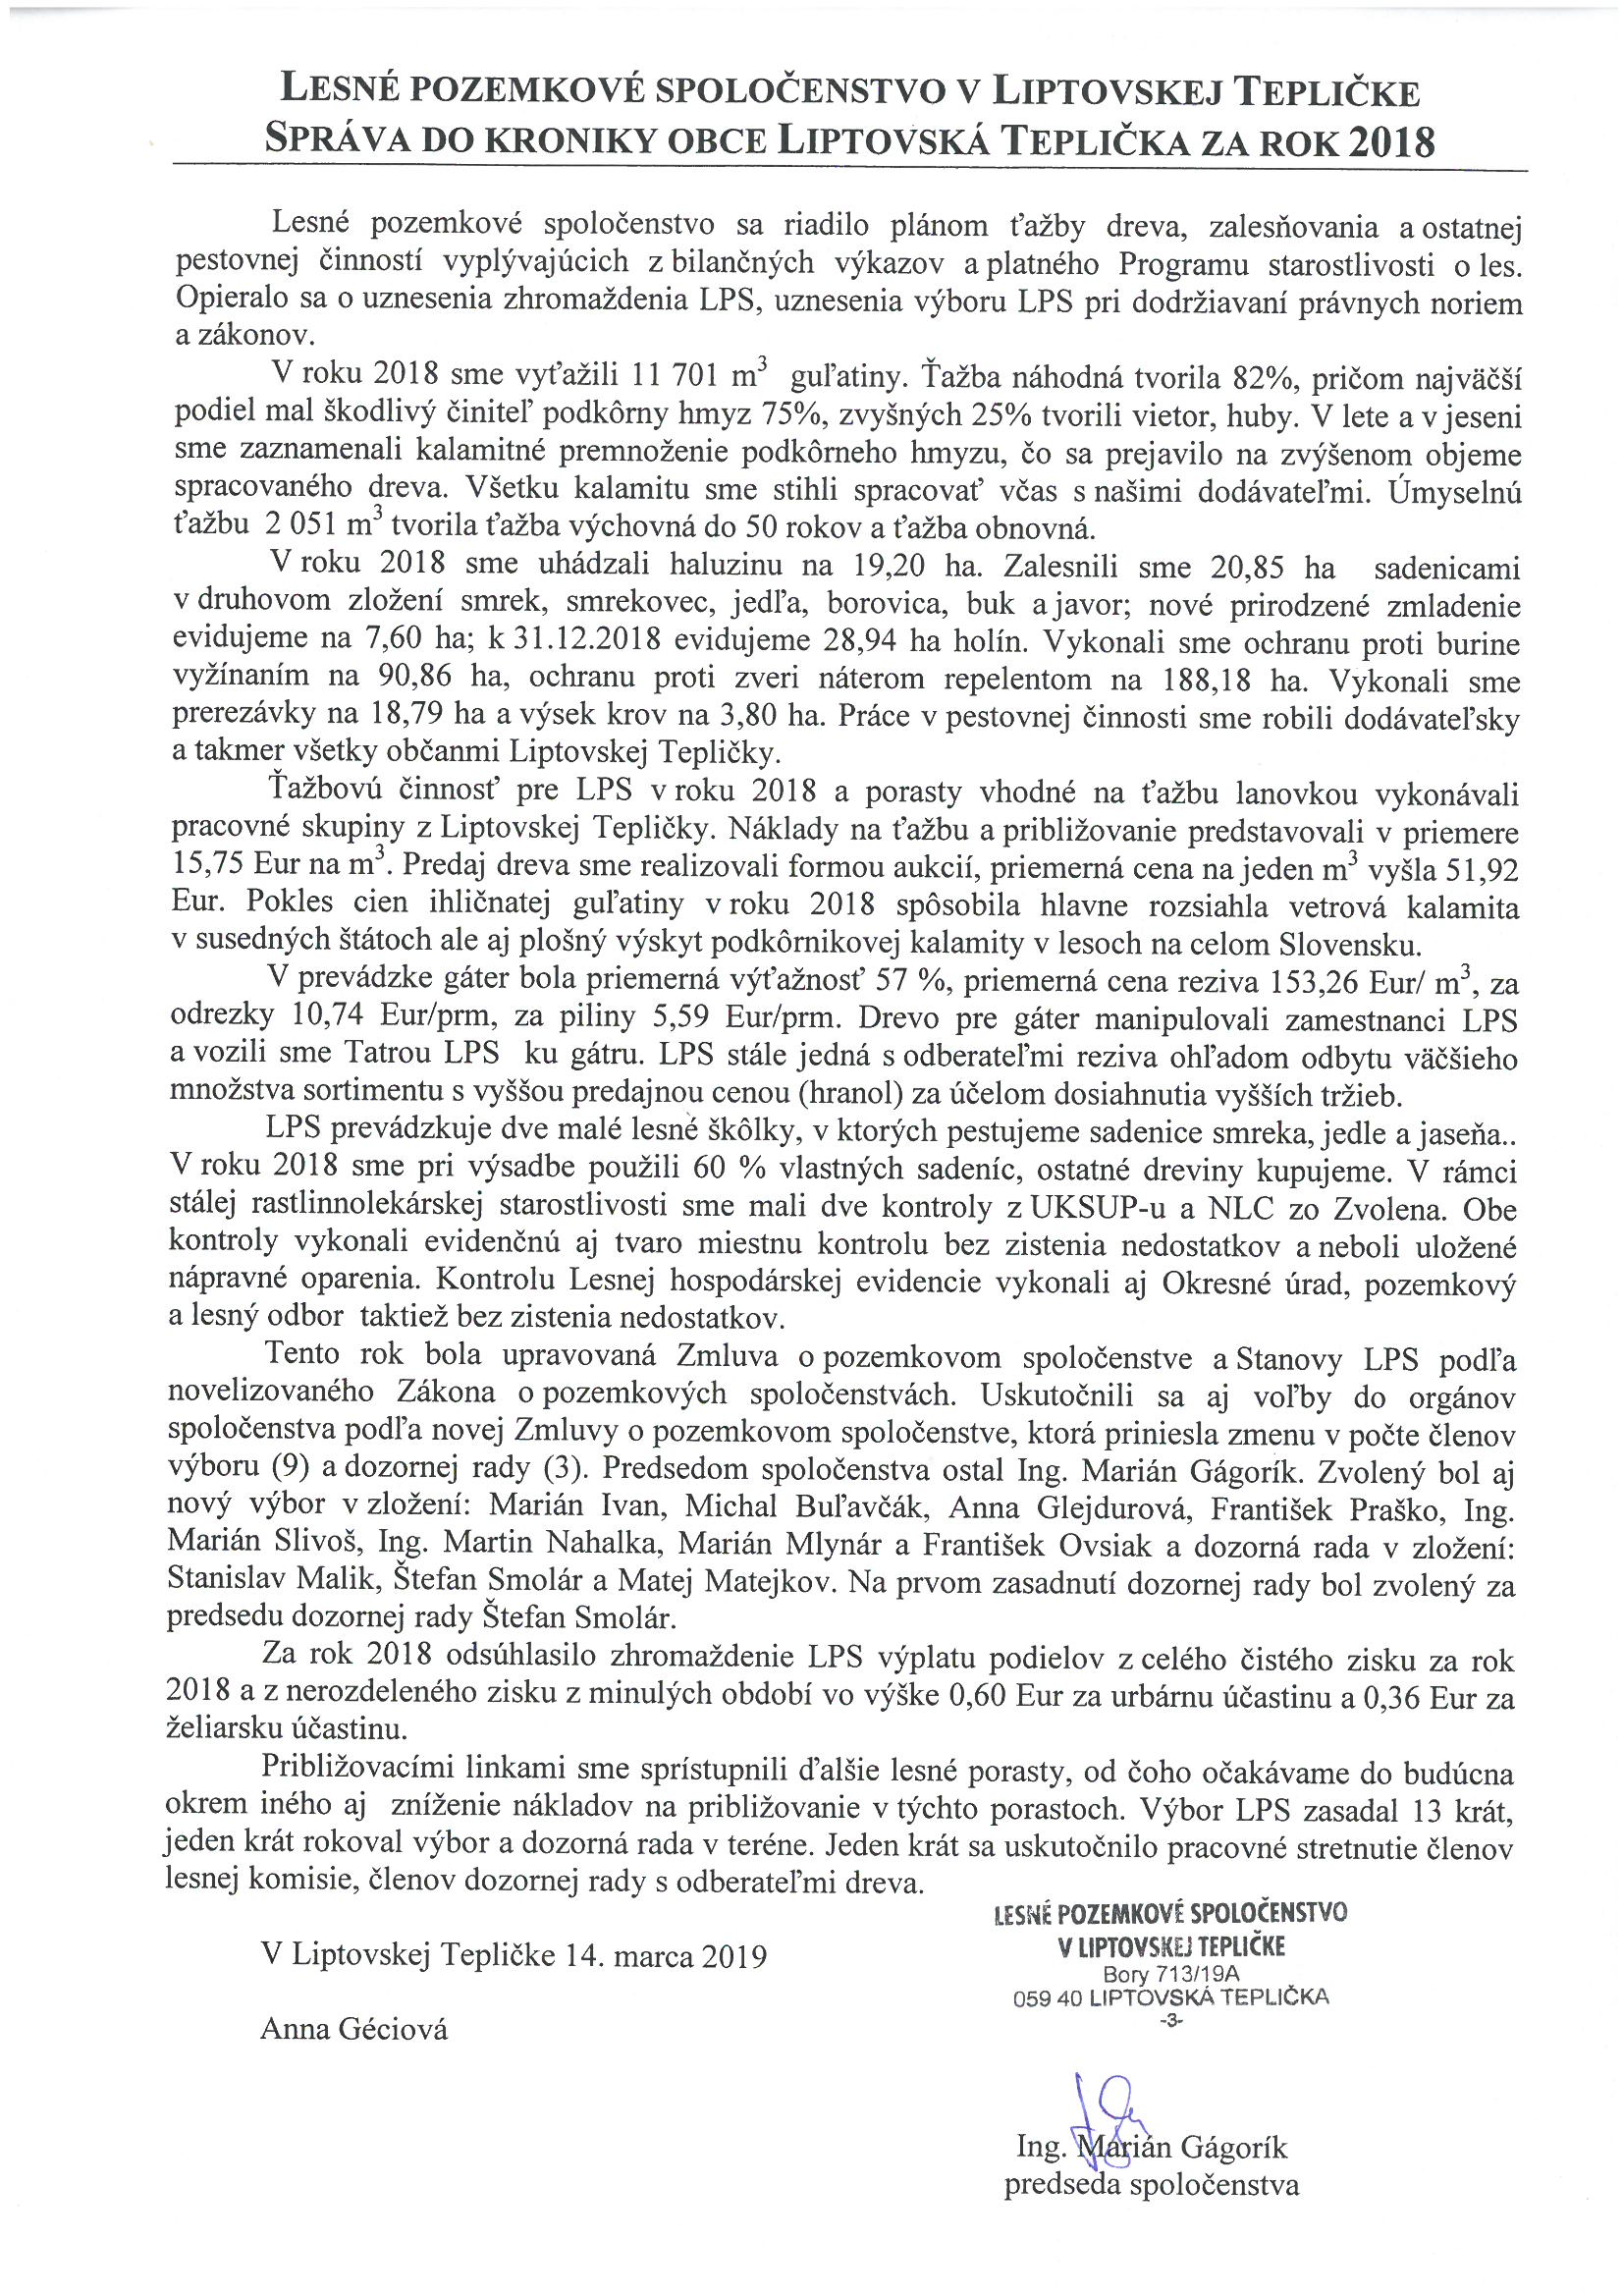 LESNÉ POZEMKOVÉ SPOLOČENSTVO V LIPTOVSKEJ TEPLIČKE
SPRÁVA DO KRONIKY OBCE LIPTOVSKÁ TEPLIČKA ZA ROK 2018
Lesné pozemkové spoločenstvo sa riadilo plánom ťažby dreva, zalesňovania a ostatnej
pestovnej činností vyplývajúcich z bilančných výkazov a platného Programu starostlivosti o les.
Opieralo sa o uznesenia zhromaždenia LPS, uznesenia výboru LPS pri dodržiavaní právnych noriem
a zákonov.
V roku 2018 sme vyťažili 11 701 m³ guľatiny. Ťažba náhodná tvorila 82%, pričom najväčší
podiel mal škodlivý činiteľ podkôrny hmyz 75%, zvyšných 25% tvorili vietor, huby. V lete a v jeseni
sme zaznamenali kalamitné premnoženie podkôrneho hmyzu, čo sa prejavilo na zvýšenom objeme
spracovaného dreva. Všetku kalamitu sme stihli spracovať včas s našimi dodávateľmi. Úmyselnú
ťažbu 2 051 m³ tvorila ťažba výchovná do 50 rokov a ťažba obnovná.
V roku 2018 sme uhádzali haluzinu na 19,20 ha. Zalesnili sme 20,85 ha sadenicami
v druhovom zložení smrek, smrekovec, jedľa, borovica, buk a javor; nové prirodzené zmladenie
evidujeme na 7,60 ha; k 31.12.2018 evidujeme 28,94 ha holín. Vykonali sme ochranu proti burine
vyžínaním na 90,86 ha, ochranu proti zveri náterom repelentom na 188,18 ha. Vykonali sme
prerezávky na 18,79 ha a výsek krov na 3,80 ha. Práce v pestovnej činnosti sme robili dodávateľsky
a takmer všetky občanmi Liptovskej Tepličky.
Ťažbovú činnosť pre LPS v roku 2018 a porasty vhodné na ťažbu lanovkou vykonávali
pracovné skupiny z Liptovskej Tepličky. Náklady na ťažbu a približovanie predstavovali v priemere
15,75 Eur na m³. Predaj dreva sme realizovali formou aukcií, priemerná cena na jeden m³ vyšla 51,92
Eur. Pokles cien ihličnatej guľatiny v roku 2018 spôsobila hlavne rozsiahla vetrová kalamita
v susedných štátoch ale aj plošný výskyt podkôrnikovej kalamity v lesoch na celom Slovensku.
V prevádzke gáter bola priemerná výťažnosť 57 %, priemerná cena reziva 153,26 Eur/ m³, za
odrezky 10,74 Eur/prm, za piliny 5,59 Eur/prm. Drevo pre gáter manipulovali zamestnanci LPS
a vozili sme Tatrou LPS ku gátru. LPS stále jedná s odberateľmi reziva ohľadom odbytu väčšieho
množstva sortimentu s vyššou predajnou cenou (hranol) za účelom dosiahnutia vyšších tržieb.
LPS prevádzkuje dve malé lesné škôlky, v ktorých pestujeme sadenice smreka, jedle a jaseňa..
V roku 2018 sme pri výsadbe použili 60 % vlastných sadeníc, ostatné dreviny kupujeme. V rámci
stálej rastlinnolekárskej starostlivosti sme mali dve kontroly z UKSUP-u a NLC zo Zvolena. Obe
kontroly vykonali evidenčnú aj tvaro miestnu kontrolu bez zistenia nedostatkov a neboli uložené
nápravné oparenia. Kontrolu Lesnej hospodárskej evidencie vykonali aj Okresné úrad, pozemkový
a lesný odbor taktiež bez zistenia nedostatkov.
Tento rok bola upravovaná Zmluva o pozemkovom spoločenstve a Stanovy LPS podľa
novelizovaného Zákona o pozemkových spoločenstvách. Uskutočnili sa aj voľby do orgánov
spoločenstva podľa novej Zmluvy o pozemkovom spoločenstve, ktorá priniesla zmenu v počte členov
výboru (9) a dozornej rady (3). Predsedom spoločenstva ostal Ing. Marián Gágorík. Zvolený bol aj
nový výbor v zložení: Marián Ivan, Michal Buľavčák, Anna Glejdurová, František Praško, Ing.
Marián Slivoš, Ing. Martin Nahalka, Marián Mlynár a František Ovsiak a dozorná rada v zložení:
Stanislav Malik, Štefan Smolár a Matej Matejkov. Na prvom zasadnutí dozornej rady bol zvolený za
predsedu dozornej rady Štefan Smolár.
Za rok 2018 odsúhlasilo zhromaždenie LPS výplatu podielov z celého čistého zisku za rok
2018 a z nerozdeleného zisku z minulých období vo výške 0,60 Eur za urbárnu účastinu a 0,36 Eur za
želiarsku účastinu.
Približovacími linkami sme sprístupnili ďalšie lesné porasty, od čoho očakávame do budúcna
okrem iného aj zníženie nákladov na približovanie v týchto porastoch. Výbor LPS zasadal 13 krát,
jeden krát rokoval výbor a dozorná rada v teréne. Jeden krát sa uskutočnilo pracovné stretnutie členov
lesnej komisie, členov dozornej rady s odberateľmi dreva.
LESNÉ POZEMKOVÉ SPOLOČENSTVO
V LIPTOVSKEJ TEPLIČKE
Bory 713/19A
059 40 LIPTOVSKÁ TEPLIČKA
-3-
V Liptovskej Tepličke 14. marca 2019
Anna Géciová
Ing. Marián Gágorík
predseda spoločenstva